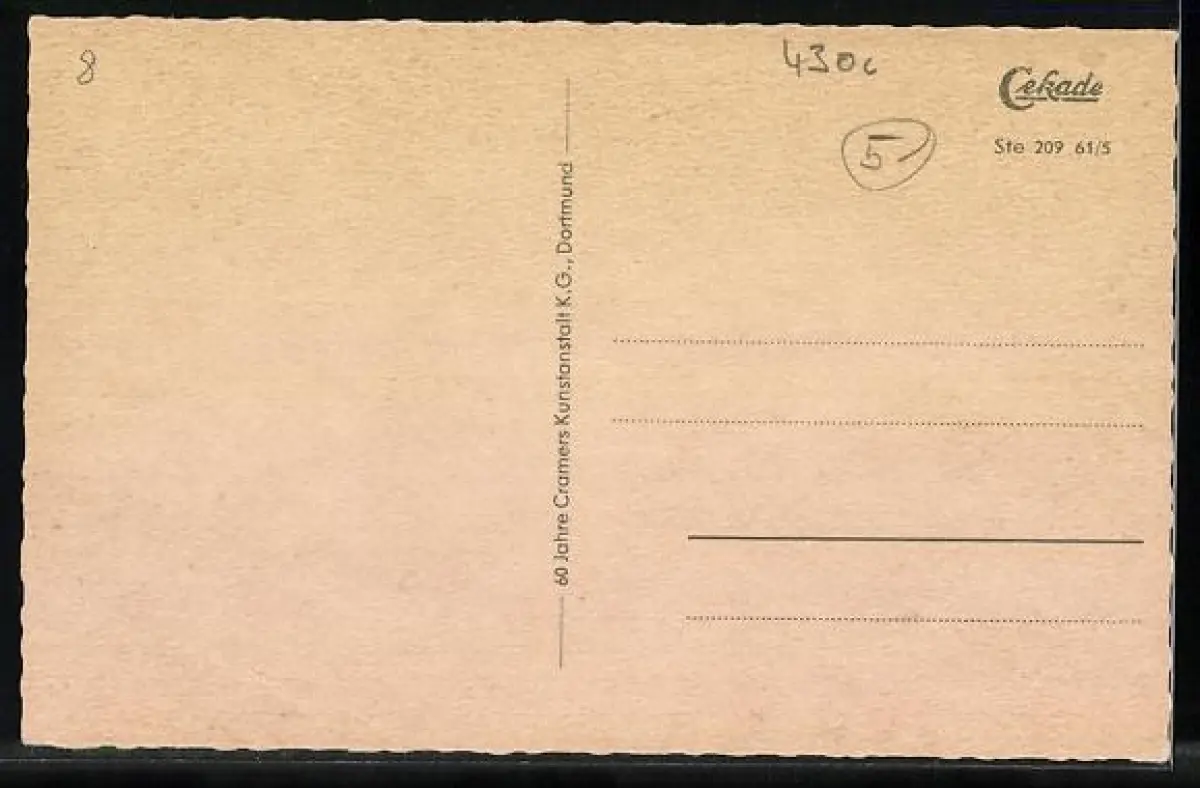 8
430c
Cekade
5
Ste 209 61/5
60 Jahre Cramers Kunstanstalt K.G., Dortmund